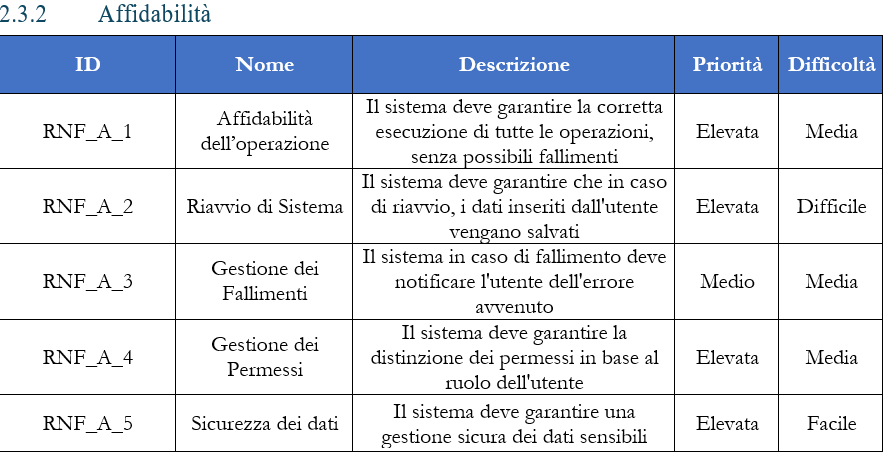 2.3.2 Affidabilità
ID Nome Descrizione Priorità Difficoltà
RNF_A_1
Affidabilità
dell’operazione
Il sistema deve garantire la corretta
esecuzione di tutte le operazioni,
senza possibili fallimenti
Elevata
Media
RNF_A_2
Riavvio di Sistema
Il sistema deve garantire che in caso
di riavvio, i dati inseriti dall'utente
vengano salvati
Elevata
Difficile
RNF_A_3
Gestione dei
Fallimenti
Il sistema in caso di fallimento deve
notificare l'utente dell'errore
avvenuto
Medio
Media
RNF_A_4
Gestione dei
Permessi
Il sistema deve garantire la
distinzione dei permessi in base al
ruolo dell'utente
Elevata
Media
RNF_A_5
Sicurezza dei dati
Il sistema deve garantire una
gestione sicura dei dati sensibili
Elevata
Facile